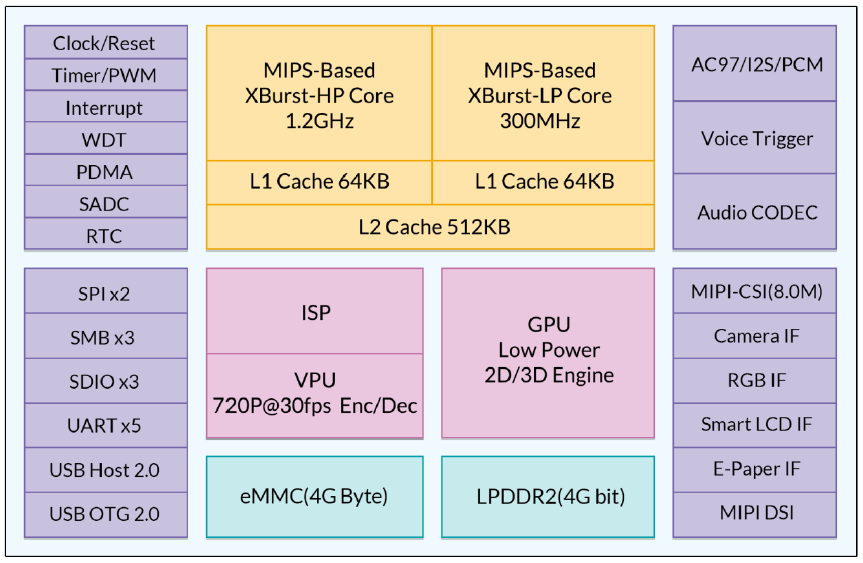 Clock/Reset
Timer/PWM
Interrupt
WDT
PDMA
SADC
RTC
MIPS-Based
XBurst-HP Core
1.2GHz
MIPS-Based
XBurst-LP Core
300MHz
L1 Cache 64KB
L1 Cache 64KB
L2 Cache 512KB
AC97/I2S/PCM
Voice Trigger
Audio CODEC
SPI x2
SMB x3
SDIO x3
UART x5
USB Host 2.0
USB OTG 2.0
ISP
VPU
720P@30fps Enc/Dec
GPU
Low Power
2D/3D Engine
eMMC(4G Byte)
LPDDR2(4G bit)
MIPI-CSI(8.0M)
Camera IF
RGB IF
Smart LCD IF
E-Paper IF
MIPI DSI